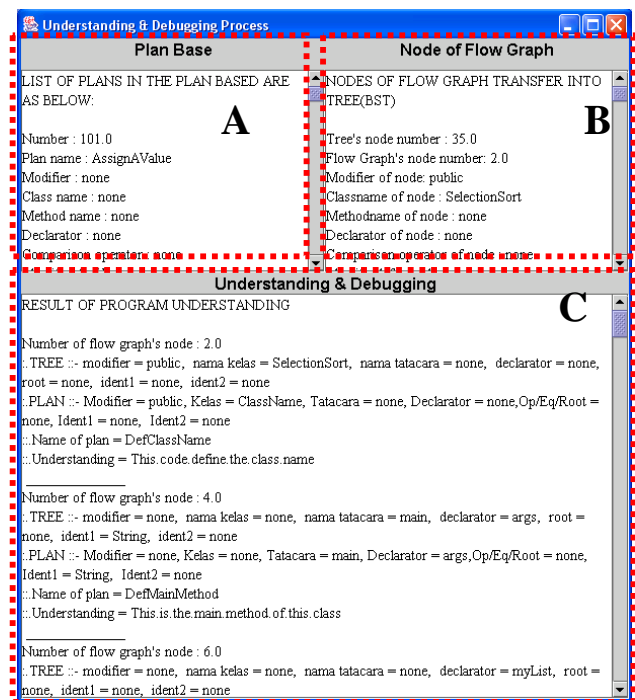 Understanding & Debugging Process
Plan Base
LIST OF PLANS IN THE PLAN BASED ARE
AS BELOW:
Number : 101.0
Plan name : AssignAValue
Modifier : none
Class name : none
Method name : none
Declarator : none
Comparison operator : none
A
Node of Flow Graph
NODES OF FLOW GRAPH TRANSFER INTO
TREE(BST)
Tree's node number : 35.0
Flow Graph's node number: 2.0
Modifier of node: public
Classname of node : SelectionSort
Methodname of node : none
Declarator of node : none
Comparison operator of node : none
B
Understanding & Debugging
C
RESULT OF PROGRAM UNDERSTANDING
Number of flow graph's node : 2.0
:.TREE ::- modifier = public, nama kelas = SelectionSort, nama tatacara = none, declarator = none,
root = none, ident1 = none, ident2 = none
:.PLAN ::- Modifier = public, Kelas = ClassName, Tatacara = none, Declarator = none,Op/Eq/Root =
none, Ident1 = none, Ident2 = none
::.Name of plan = DefClassName
::.Understanding = This.code.define.the.class.name
Number of flow graph's node : 4.0
:.TREE ::- modifier = none, nama kelas = none, nama tatacara = main, declarator = args, root =
none, ident1 = String, ident2 = none
:.PLAN ::- Modifier = none, Kelas = none, Tatacara = main, Declarator = args,Op/Eq/Root = none,
Ident1 = String, Ident2 = none
::.Name of plan = DefMainMethod
::.Understanding = This.is.the.main.method.of.this.class
Number of flow graph's node : 6.0
:.TREE ::- modifier = none, nama kelas = none, nama tatacara = none, declarator = myList, root =
none, ident1 = none, ident2 = none